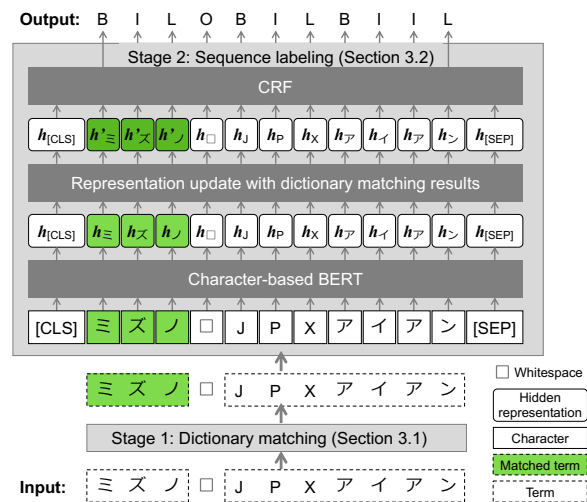 Output: B I L O B I L B I I L
Stage 2: Sequence labeling (Section 3.2)
CRF
h[CLS] h'ミ h'ズ h'ノ h□ hJ hP hX hア hイ hア hン h[SEP]
Representation update with dictionary matching results
h[CLS] hミ hズ hノ h□ hJ hP hX hア hイ hア hン h[SEP]
Character-based BERT
[CLS] ミ ズ ノ □ J P X ア イ ア ン [SEP]
ミ ズ ノ □ J P X ア イ ア ン
Stage 1: Dictionary matching (Section 3.1)
Input: ミ ズ ノ □ J P X ア イ ア ン
□ Whitespace
Hidden
representation
Character
Matched term
Term